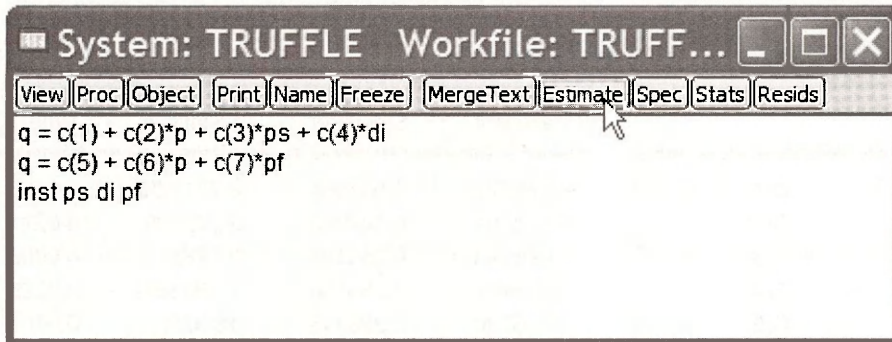 System: TRUFFLE Workfile: TRUFF...
View Proc Object Print Name Freeze MergeText Estimate Spec Stats Resids
q = c(1) + c(2)*p + c(3)*ps + c(4)*di
q = c(5) + c(6)*p + c(7)*pf
inst ps di pf